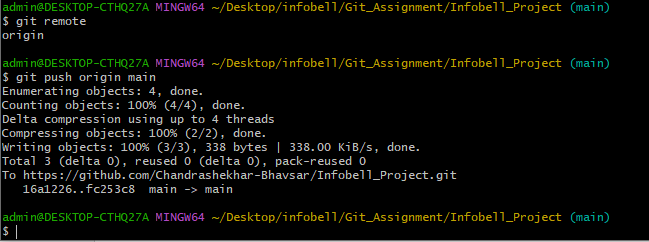 admin@DESKTOP-CTHQ27A MINGW64 ~/Desktop/infobell/Git_Assignment/Infobell_Project (main)
$ git remote
origin
admin@DESKTOP-CTHQ27A MINGW64 ~/Desktop/infobell/Git_Assignment/Infobell_Project (main)
$ git push origin main
Enumerating objects: 4, done.
Counting objects: 100% (4/4), done.
Delta compression using up to 4 threads
Compressing objects: 100% (2/2), done.
Writing objects: 100% (3/3), 338 bytes | 338.00 KiB/s, done.
Total 3 (delta 0), reused 0 (delta 0), pack-reused 0
To https://github.com/Chandrashekhar-Bhavsar/Infobell_Project.git
   16a1226..fc253c8  main -> main
admin@DESKTOP-CTHQ27A MINGW64 ~/Desktop/infobell/Git_Assignment/Infobell_Project (main)
$